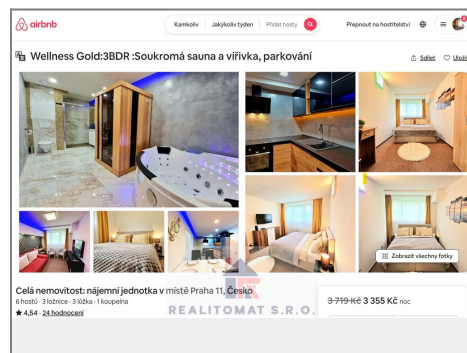 airbnb
Kamkoliv | Jakýkoliv týden | Přidat hosty
Přepnout na hostitelství
2
Wellness Gold:3BDR :Soukromá sauna a vířivka, parkování
Sdílet
Uložit
Zobrazit všechny fotky
Celá nemovitost: nájemní jednotka v místě Praha 11, Česko
6 hostů · 3 ložnice · 3 lůžka · 1 koupelna
★ 4,54 · 24 hodnocení
3 719 Kč 3 355 Kč noc
REALITOMAT S.R.O.